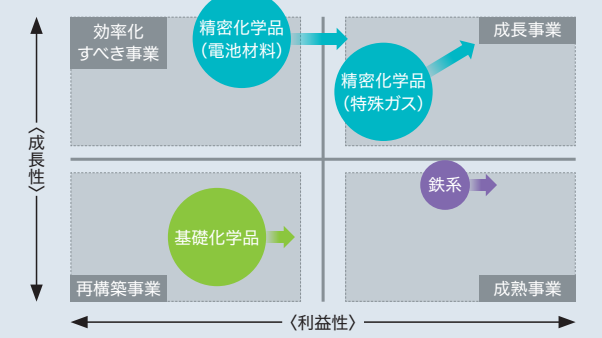 効率化
すべき事業
精密化学品
（電池材料）
成長事業
精密化学品
（特殊ガス）
〈成長性〉
鉄系
基礎化学品
再構築事業
成熟事業
〈利益性〉